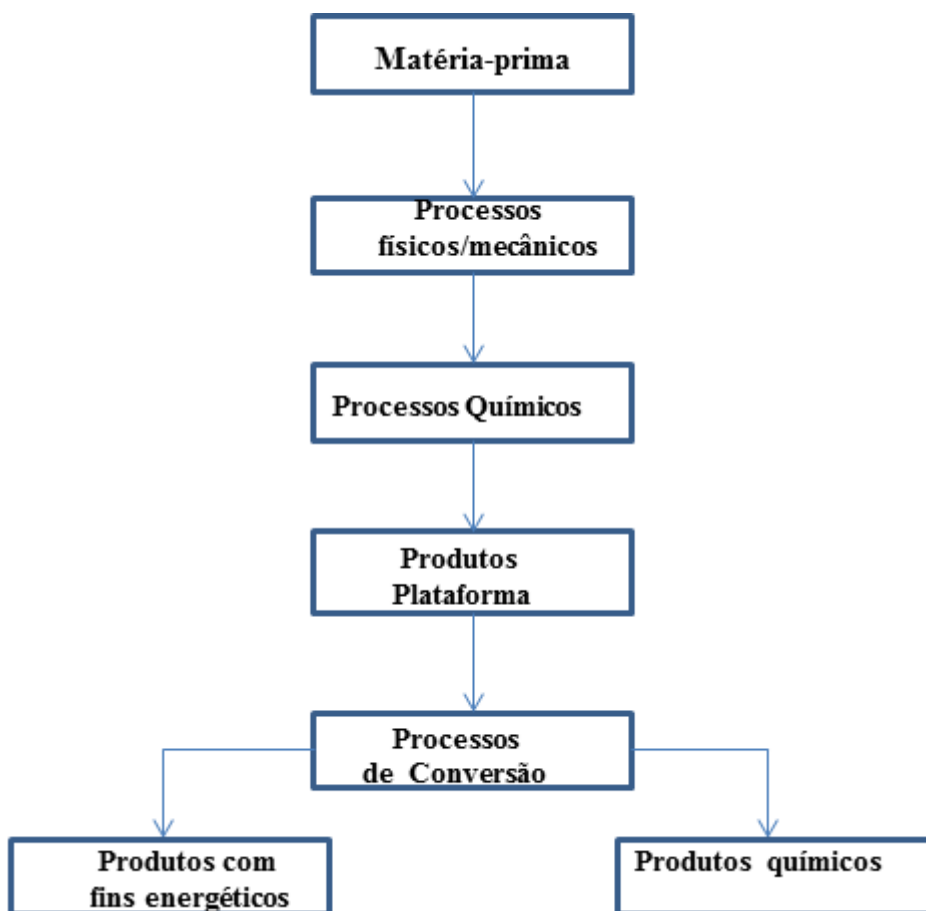 Matéria-prima
Processos
físicos/mecânicos
Processos Químicos
Produtos
Plataforma
Processos
de Conversão
Produtos com
fins energéticos
Produtos químicos